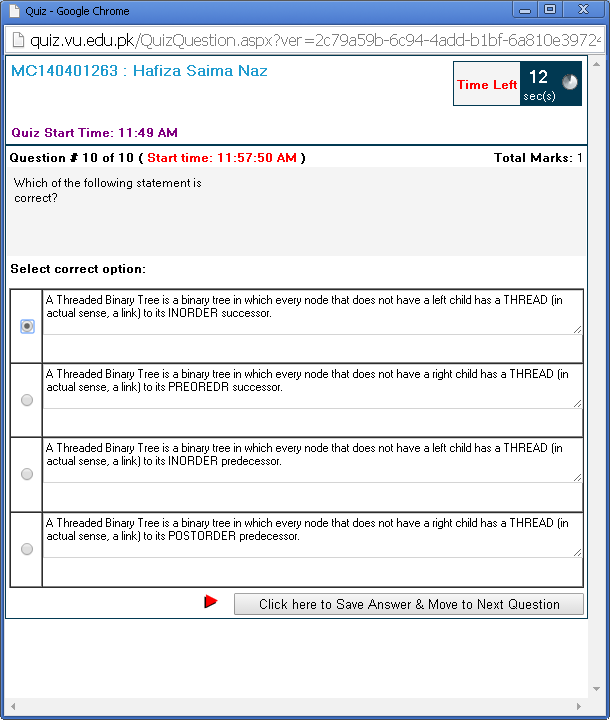 Quiz - Google Chrome
quiz.vu.edu.pk/QuizQuestion.aspx?ver=2c79a59b-6c94-4add-b1bf-6a810e39724
MC140401263 : Hafiza Saima Naz
Time Left
12
sec(s)
Quiz Start Time: 11:49 AM
Question # 10 of 10 ( Start time: 11:57:50 AM )
Total Marks: 1
Which of the following statement is
correct?
Select correct option:
A Threaded Binary Tree is a binary tree in which every node that does not have a left child has a THREAD (in
actual sense, a link) to its INORDER successor.
A Threaded Binary Tree is a binary tree in which every node that does not have a right child has a THREAD (in
actual sense, a link) to its PREOREDR successor.
A Threaded Binary Tree is a binary tree in which every node that does not have a left child has a THREAD (in
actual sense, a link) to its INORDER predecessor.
A Threaded Binary Tree is a binary tree in which every node that does not have a right child has a THREAD (in
actual sense, a link) to its POSTORDER predecessor.
Click here to Save Answer & Move to Next Question